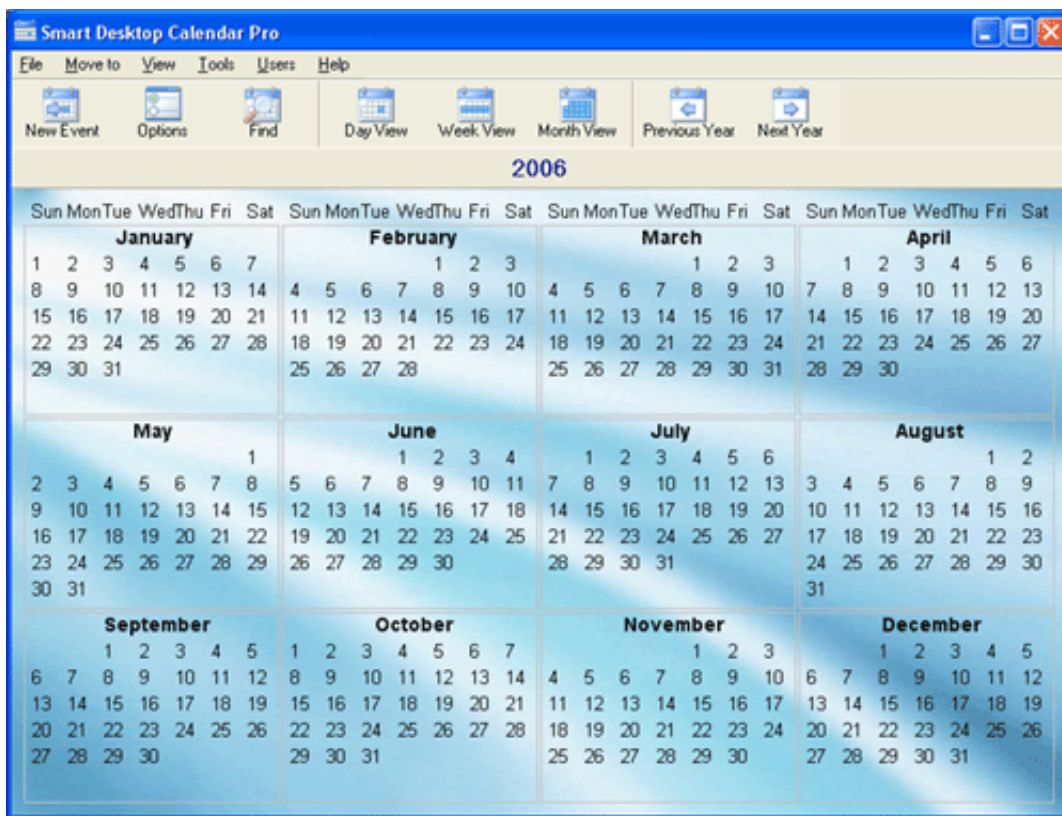 Smart Desktop Calendar Pro
File Move to View Tools Users Help
New Event Options Find Day View Week View Month View Previous Year Next Year
2006
Sun Mon Tue Wed Thu Fri Sat Sun Mon Tue Wed Thu Fri Sat Sun Mon Tue Wed Thu Fri Sat Sun Mon Tue Wed Thu Fri Sat
January February March April
1 2 3 4 5 6 7 1 2 3 1 2 3 1 2 3 4 5 6
8 9 10 11 12 13 14 4 5 6 7 8 9 10 4 5 6 7 8 9 10 7 8 9 10 11 12 13
15 16 17 18 19 20 21 11 12 13 14 15 16 17 11 12 13 14 15 16 17 14 15 16 17 18 19 20
22 23 24 25 26 27 28 18 19 20 21 22 23 24 18 19 20 21 22 23 24 21 22 23 24 25 26 27
29 30 31 25 26 27 28 25 26 27 28 29 30 31 28 29 30
May June July August
1 1 2 3 4 1 2 3 4 5 6 1 2
2 3 4 5 6 7 8 5 6 7 8 9 10 11 7 8 9 10 11 12 13 3 4 5 6 7 8 9
9 10 11 12 13 14 15 12 13 14 15 16 17 18 14 15 16 17 18 19 20 10 11 12 13 14 15 16
16 17 18 19 20 21 22 19 20 21 22 23 24 25 21 22 23 24 25 26 27 17 18 19 20 21 22 23
23 24 25 26 27 28 29 26 27 28 29 30 28 29 30 31 24 25 26 27 28 29 30
30 31 31
September October November December
1 2 3 4 5 1 2 3 4 5 6 7 1 2 3 1 2 3 4 5
6 7 8 9 10 11 12 8 9 10 11 12 13 14 4 5 6 7 8 9 10 6 7 8 9 10 11 12
13 14 15 16 17 18 19 15 16 17 18 19 20 21 11 12 13 14 15 16 17 13 14 15 16 17 18 19
20 21 22 23 24 25 26 22 23 24 25 26 27 28 18 19 20 21 22 23 24 20 21 22 23 24 25 26
27 28 29 30 29 30 31 25 26 27 28 29 30 27 28 29 30 31